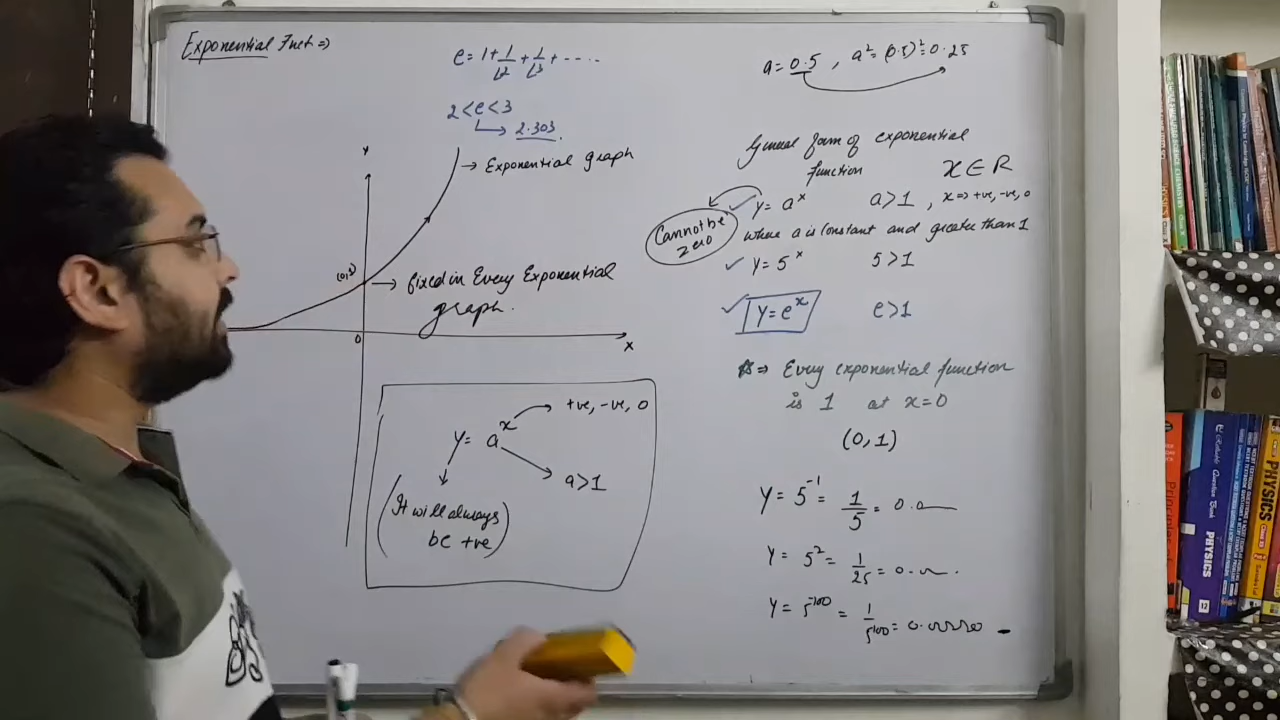 Exponential Funct ⇒
e = 1 + 1/L2 + 1/L3 + ....
2 < e < 3
2.303
Exponential graph
Y
(0,1)
fixed in Every Exponential
graph.
0
X
+ve, -ve, 0
y = a^x
a > 1
(It will always
be +ve)
a = 0.5 , a² = (0.5)² = 0.25
General form of exponential
function x ∈ R
y = a^x a > 1 , x ⇒ +ve, -ve, 0
Cannot be
zero
where a is constant and greater than 1
✓ y = 5^x 5 > 1
✓ y = e^x e > 1
⇒ Every exponential function
is 1 at x = 0
(0, 1)
y = 5^-1 = 1/5 = 0.
y = 5^2 = 1/25 = 0.
y = 5^-100 = 1/5^100 = 0.
PHYSICS
12
PHYSICS